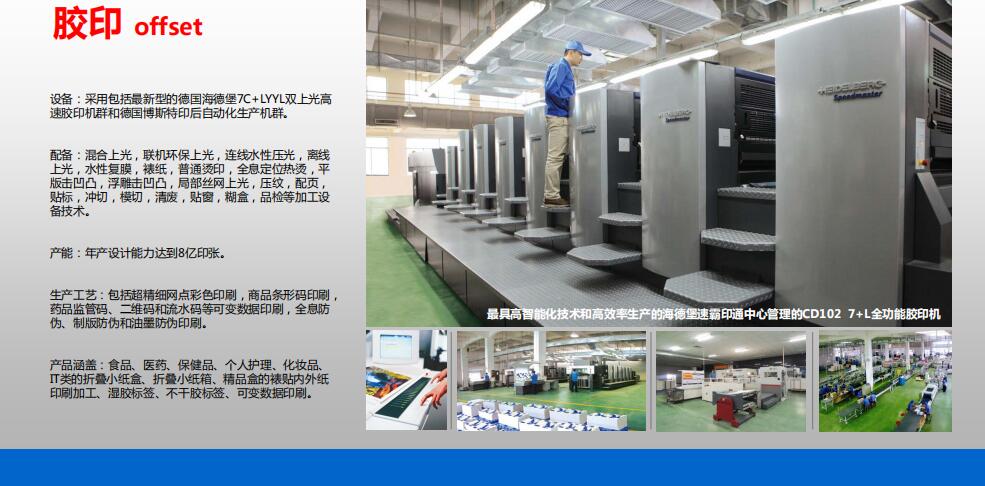 胶印 offset
设备：采用包括最新型的德国海德堡7C+LYYL双上光高
速胶印机群和德国博斯特印后自动化生产机群。
配备：混合上光，联机环保上光，连线水性压光，离线
上光，水性复膜，裱纸，普通烫印，全息定位热烫，平
版击凹凸，浮雕击凹凸，局部丝网上光，压纹，配页，
贴标，冲切，模切，清废，贴窗，糊盒，品检等加工设
备技术。
产能：年产设计能力达到8亿印张。
生产工艺：包括超精细网点彩色印刷，商品条形码印刷，
药品监管码、二维码和流水码等可变数据印刷，全息防
伪、制版防伪和油墨防伪印刷。
产品涵盖：食品、医药、保健品、个人护理、化妆品、
IT类的折叠小纸盒、折叠小纸箱、精品盒的裱贴内外纸
印刷加工、湿胶标签、不干胶标签、可变数据印刷。
HEIDELBERG
Speedmaster
HEIDELBERG
Speedmaster
最具高智能化技术和高效率生产的海德堡速霸印通中心管理的CD102 7+L全功能胶印机